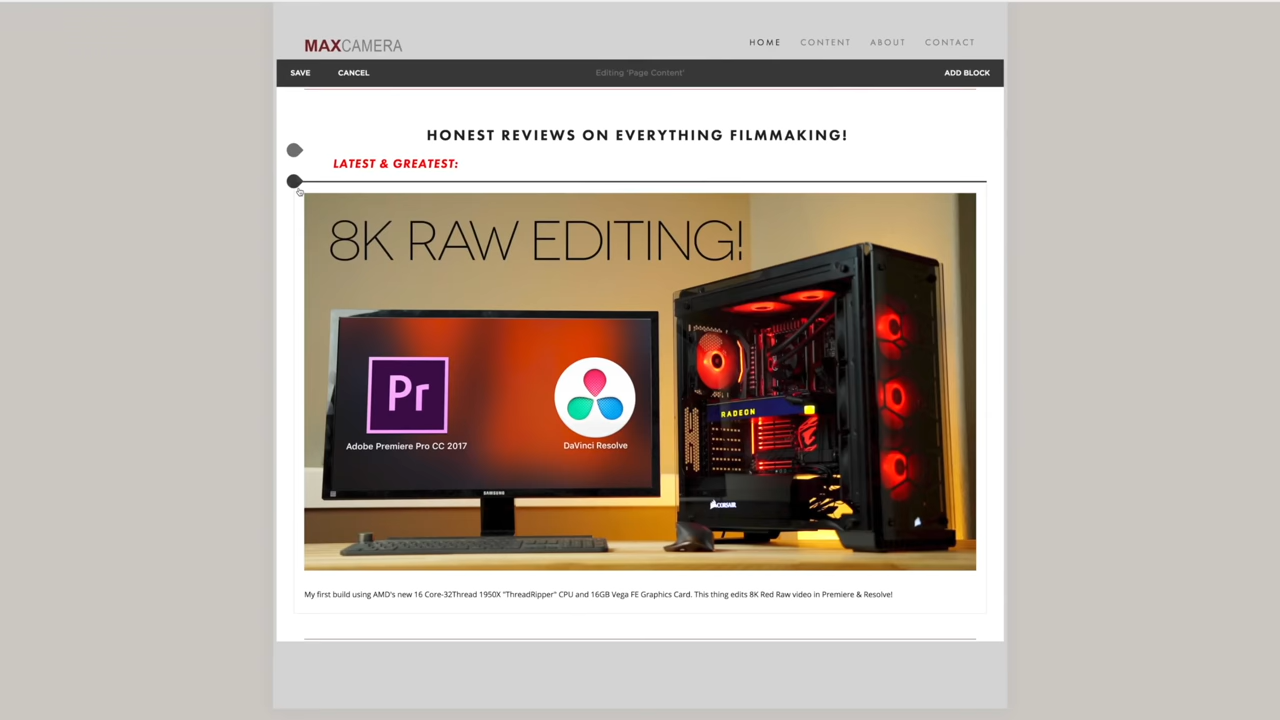 MAXCAMERA
HOME CONTENT ABOUT CONTACT
SAVE CANCEL Editing 'Page Content' ADD BLOCK
HONEST REVIEWS ON EVERYTHING FILMMAKING!
LATEST & GREATEST:
8K RAW EDITING!
Pr
Adobe Premiere Pro CC 2017
DaVinci Resolve
RADEON
SAMSUNG
CORSAIR
My first build using AMD's new 16 Core-32Thread 1950X "ThreadRipper" CPU and 16GB Vega FE Graphics Card. This thing edits 8K Red Raw video in Premiere & Resolve!